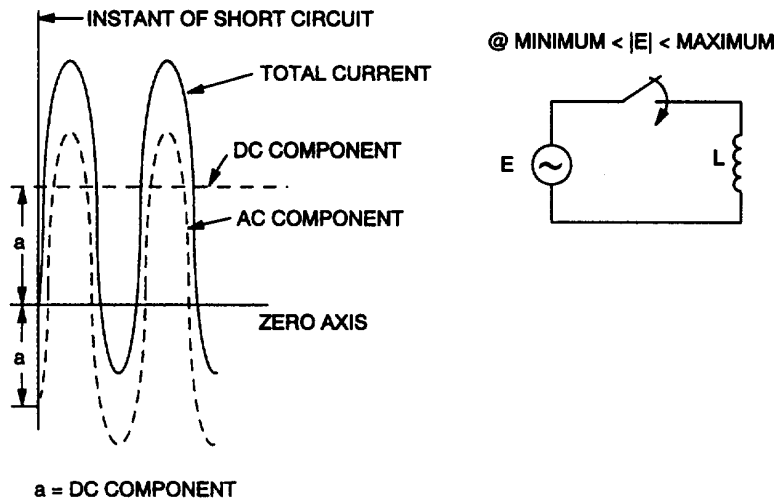 INSTANT OF SHORT CIRCUIT
@ MINIMUM < |E| < MAXIMUM
TOTAL CURRENT
DC COMPONENT
E
L
a
AC COMPONENT
ZERO AXIS
a
a = DC COMPONENT